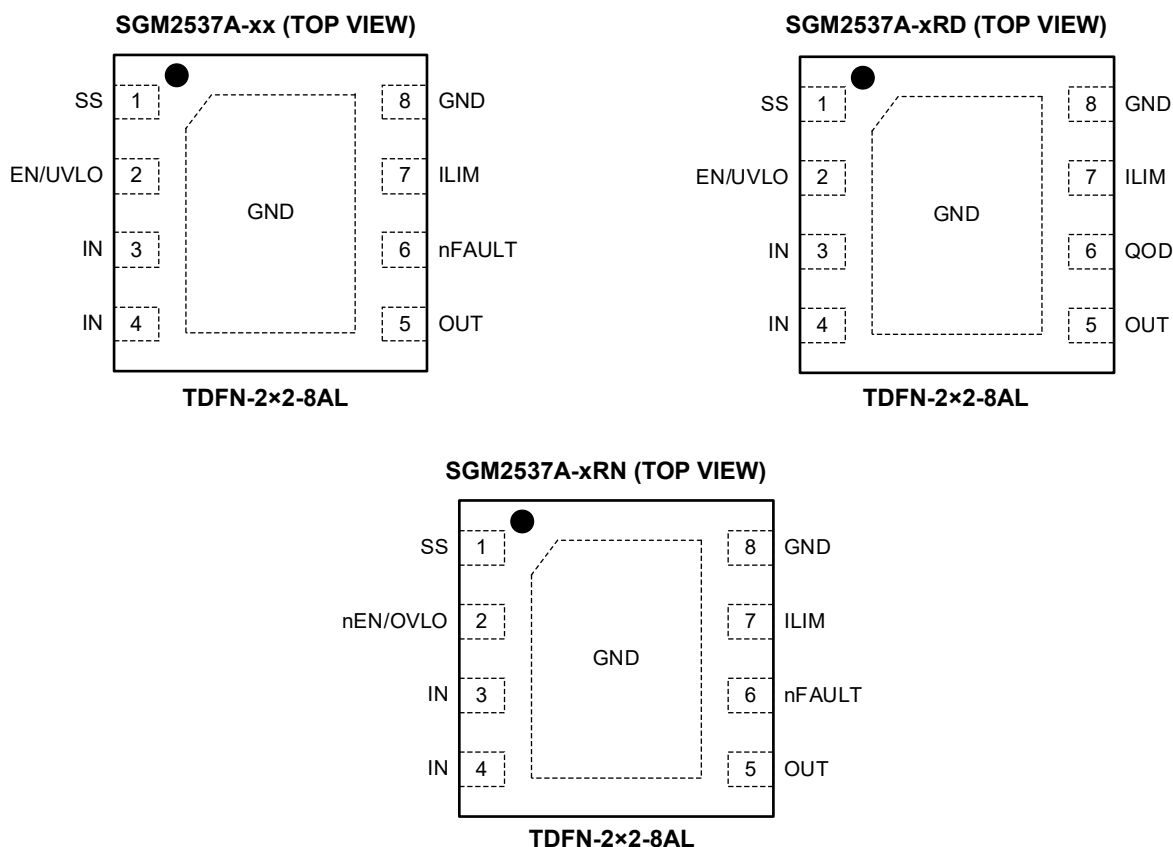 SGM2537A-xx (TOP VIEW)
SS 1 8 GND
EN/UVLO 2 7 ILIM
GND
IN 3 6 nFAULT
IN 4 5 OUT
TDFN-2×2-8AL
SGM2537A-xRD (TOP VIEW)
SS 1 8 GND
EN/UVLO 2 7 ILIM
GND
IN 3 6 QOD
IN 4 5 OUT
TDFN-2×2-8AL
SGM2537A-xRN (TOP VIEW)
SS 1 8 GND
nEN/OVLO 2 7 ILIM
GND
IN 3 6 nFAULT
IN 4 5 OUT
TDFN-2×2-8AL